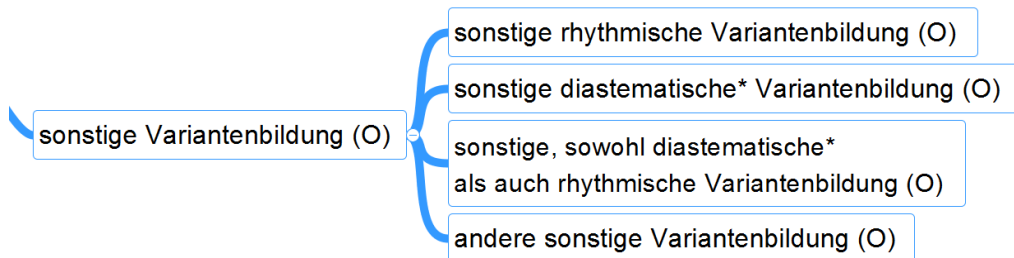 sonstige Variantenbildung (O)
sonstige rhythmische Variantenbildung (O)
sonstige diastematische* Variantenbildung (O)
sonstige, sowohl diastematische*
als auch rhythmische Variantenbildung (O)
andere sonstige Variantenbildung (O)